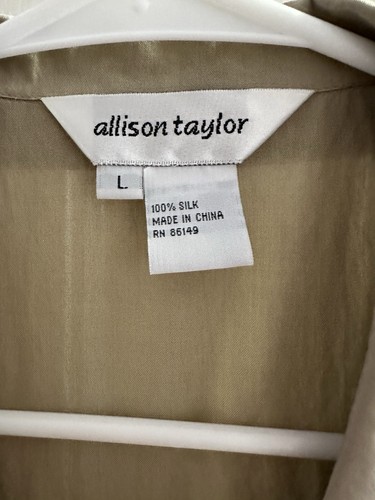 allison taylor
L
100% SILK
MADE IN CHINA
RN 86149